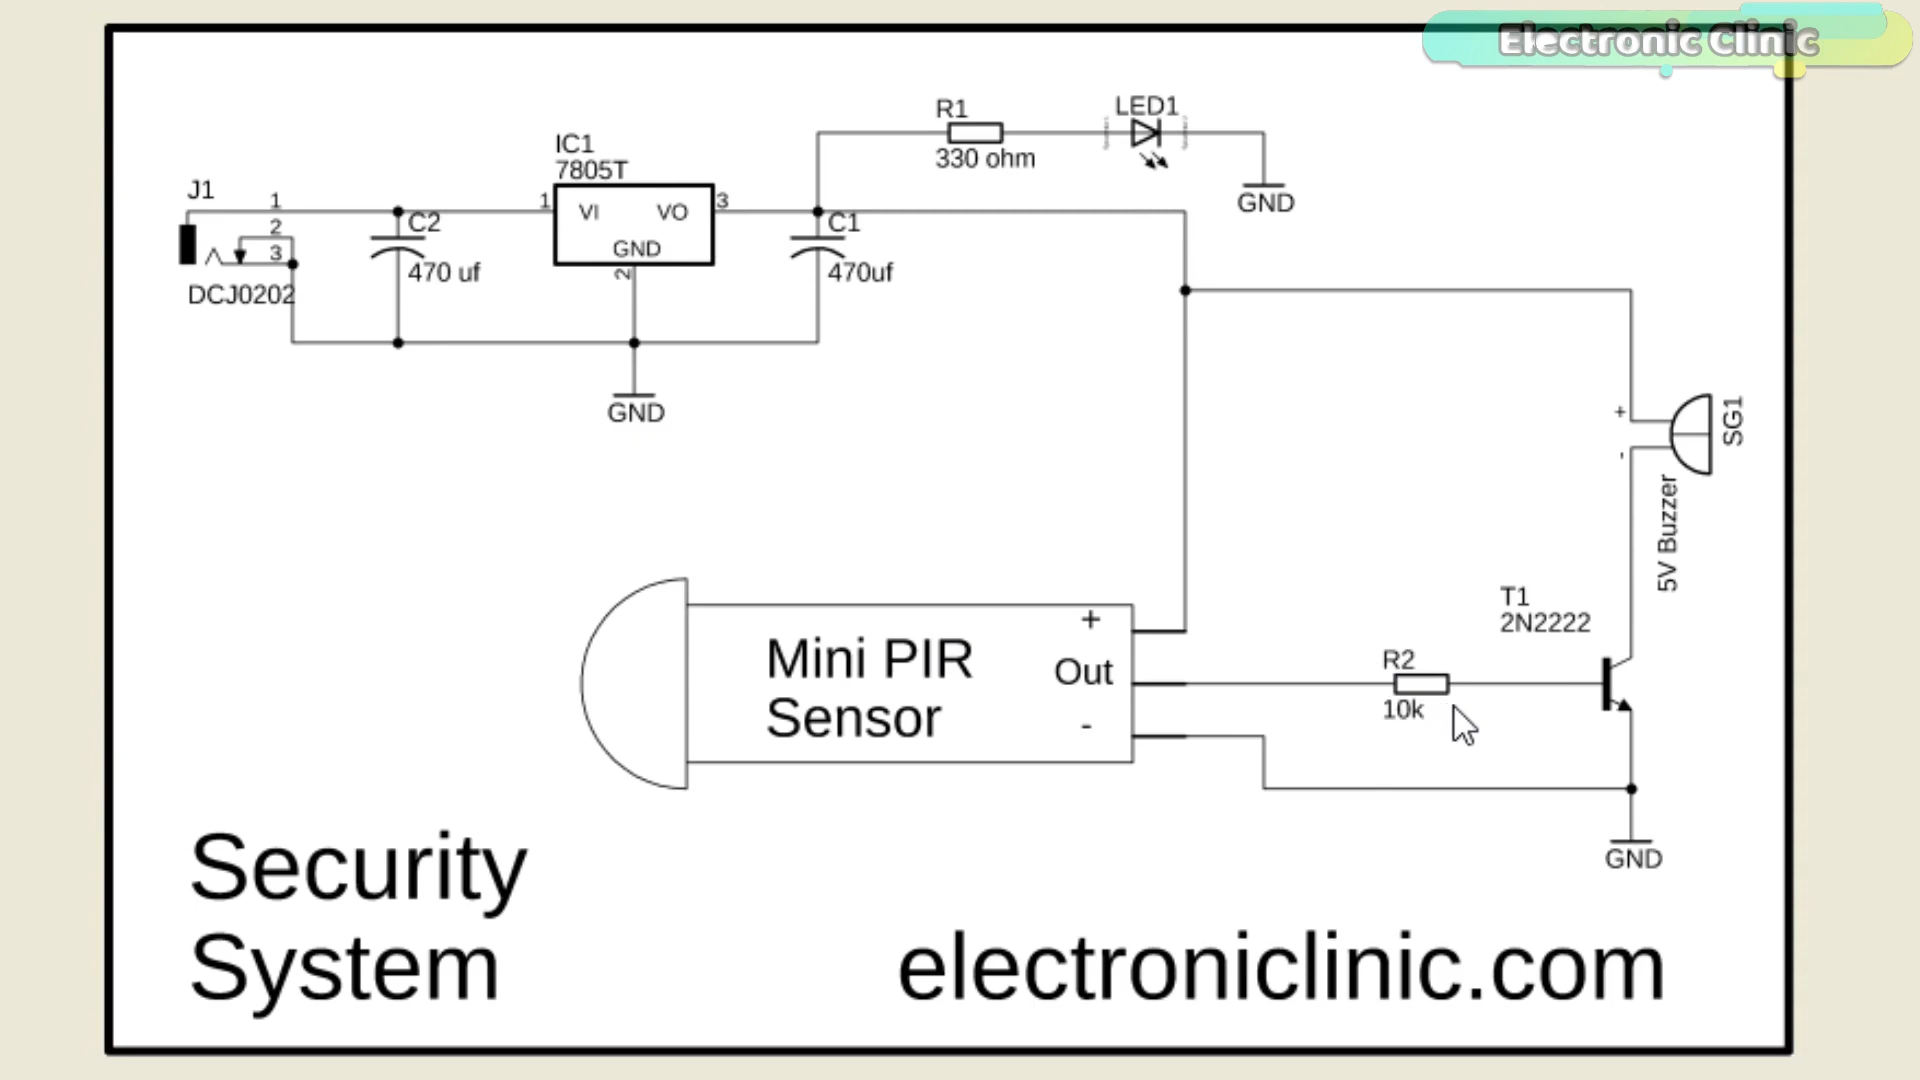 Electronic Clinic
R1
330 ohm
LED1
GND
IC1
7805T
1
VI
VO
3
GND
2
J1
1
2
3
DCJ0202
C2
470 uf
C1
470uf
GND
+
-
SG1
5V Buzzer
T1
2N2222
R2
10k
Mini PIR
Sensor
+
Out
-
GND
Security
System
electroniclinic.com